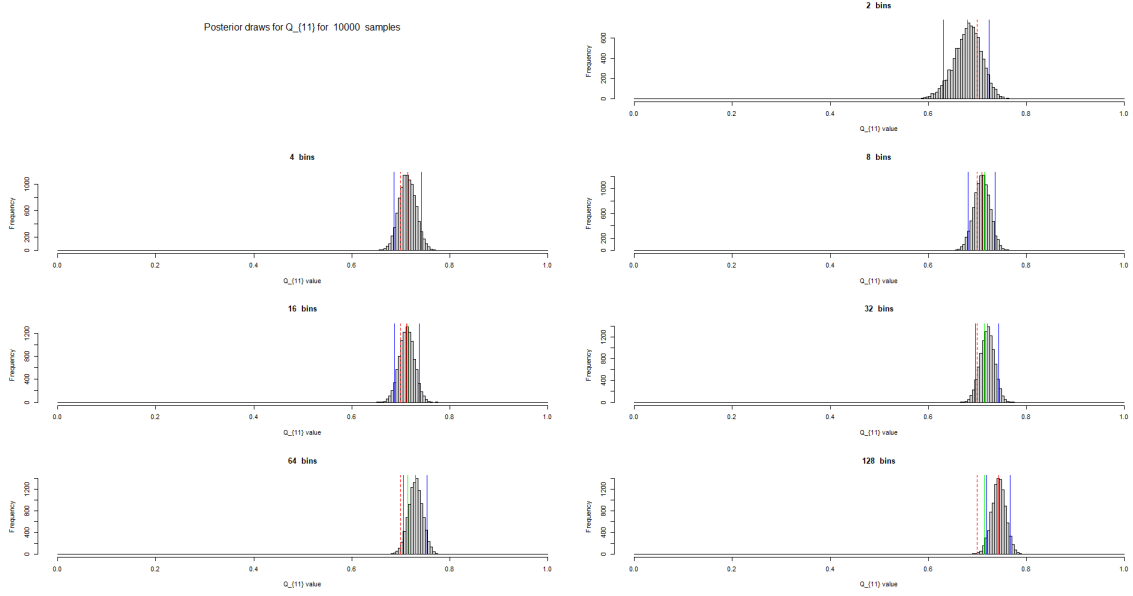 Posterior draws for Q_{11} for 10000 samples
2 bins
Frequency
0 200 400 600
0.0 0.2 0.4 0.6 0.8 1.0
Q_{11} value
4 bins
Frequency
0 200 600 1000
0.0 0.2 0.4 0.6 0.8 1.0
Q_{11} value
8 bins
Frequency
0 200 600 1000
0.0 0.2 0.4 0.6 0.8 1.0
Q_{11} value
16 bins
Frequency
0 400 800 1200
0.0 0.2 0.4 0.6 0.8 1.0
Q_{11} value
32 bins
Frequency
0 400 800 1200
0.0 0.2 0.4 0.6 0.8 1.0
Q_{11} value
64 bins
Frequency
0 400 800 1200
0.0 0.2 0.4 0.6 0.8 1.0
Q_{11} value
128 bins
Frequency
0 400 800 1200
0.0 0.2 0.4 0.6 0.8 1.0
Q_{11} value